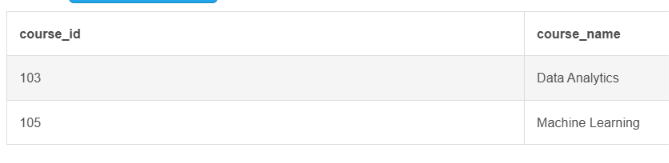 course_id course_name
103 Data Analytics
105 Machine Learning